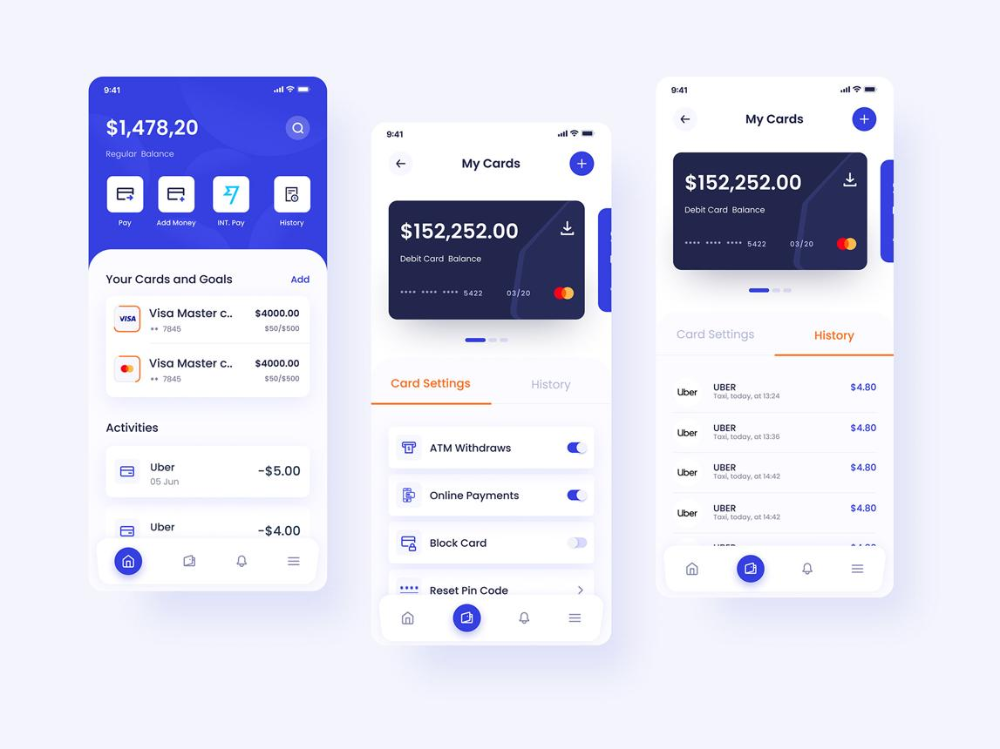 9:41
$1,478,20
Regular Balance
Pay
Add Money
INT. Pay
History
Your Cards and Goals
Add
VISA
Visa Master c..
$4000.00
•• 7845
$50/$500
Visa Master c..
$4000.00
•• 7845
$50/$500
Activities
Uber
-$5.00
05 Jun
Uber
-$4.00
9:41
My Cards
$152,252.00
Debit Card Balance
**** **** **** 5422
03/20
Card Settings
History
ATM Withdraws
Online Payments
Block Card
Reset Pin Code
9:41
My Cards
$152,252.00
Debit Card Balance
**** **** **** 5422
03/20
Card Settings
History
Uber
UBER
$4.80
Taxi, today, at 13:24
Uber
UBER
$4.80
Taxi, today, at 13:36
Uber
UBER
$4.80
Taxi, today, at 14:42
Uber
UBER
$4.80
Taxi, today, at 14:42